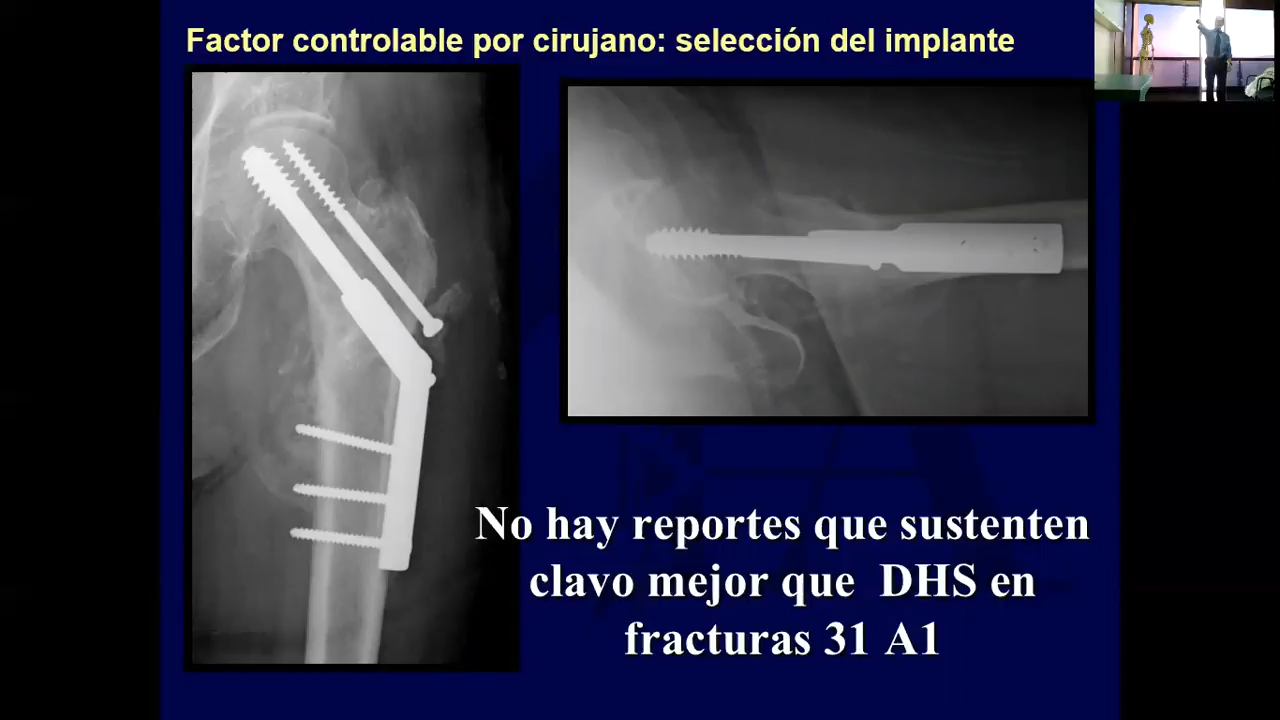 Factor controlable por cirujano: selección del implante
No hay reportes que sustenten
clavo mejor que DHS en
fracturas 31 A1